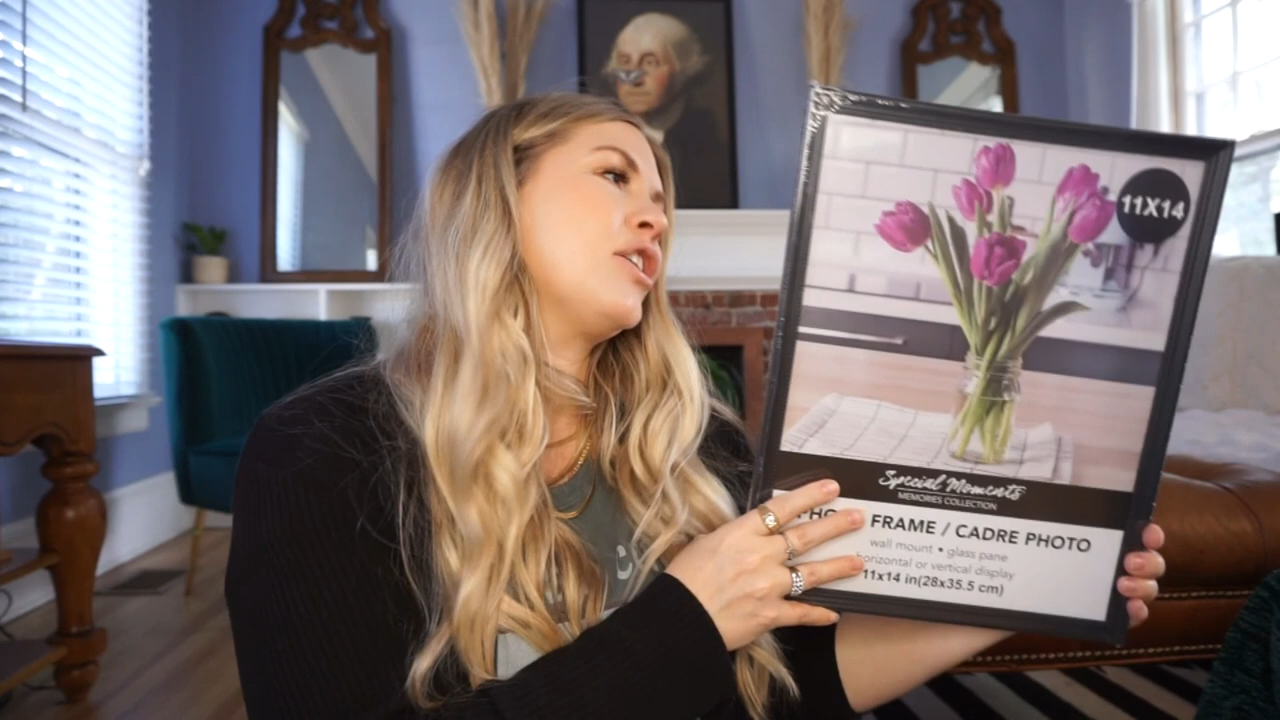 11X14
Special Moments
MEMORIES COLLECTION
FRAME / CADRE PHOTO
wall mount • glass pane
horizontal or vertical display
11x14 in(28x35.5 cm)